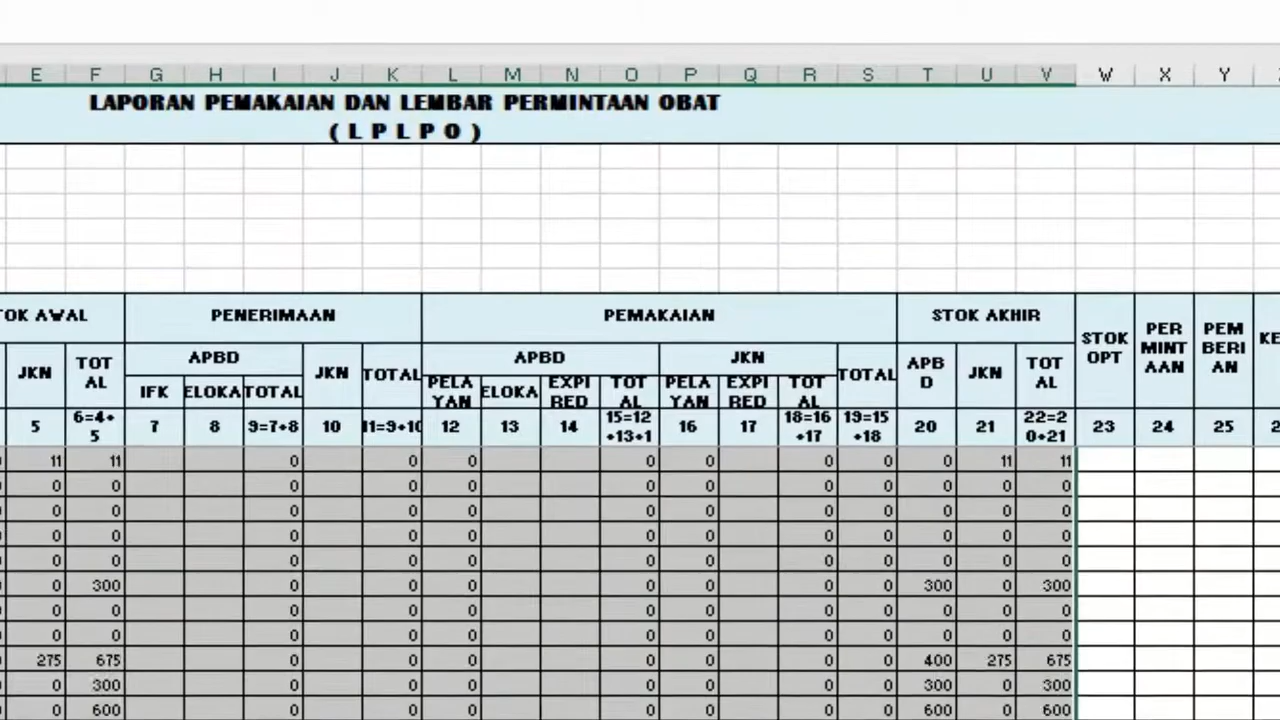 E F G H I J K L M N O P Q R S T U V W X Y
LAPORAN PEMAKAIAN DAN LEMBAR PERMINTAAN OBAT
( L P L P O )
TOK AWAL PENERIMAAN PEMAKAIAN STOK AKHIR STOK OPT PER MINT AAN PEM BERI AN KE
JKN TOT AL APBD JKN TOTAL APBD JKN TOTAL APB D JKN TOT AL
IFK ELOKA TOTAL PELA YAN ELOKA EXPI RED TOT AL PELA YAN EXPI RED TOT AL
5 6=4+ 5 7 8 9=7+8 10 11=9+10 12 13 14 15=12 +13+1 16 17 18=16 +17 19=15 +18 20 21 22=2 0+21 23 24 25 2
11 11 0 0 0 0 0 0 0 11 11
0 0 0 0 0 0 0 0 0 0 0
0 0 0 0 0 0 0 0 0 0 0
0 0 0 0 0 0 0 0 0 0 0
0 0 0 0 0 0 0 0 0 0 0
0 300 0 0 0 0 0 0 300 0 300
0 0 0 0 0 0 0 0 0 0 0
0 0 0 0 0 0 0 0 0 0 0
275 675 0 0 0 0 0 0 400 275 675
0 300 0 0 0 0 0 0 300 0 300
0 600 0 0 0 0 0 0 600 0 600